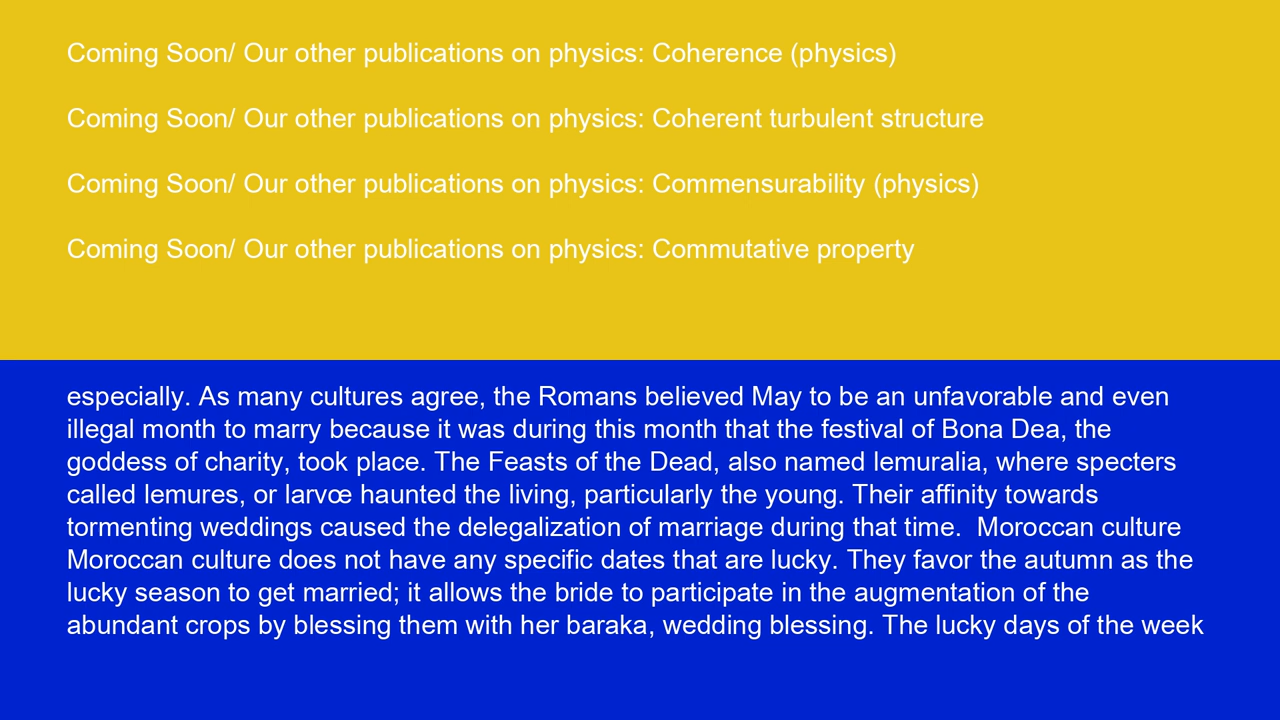 Coming Soon/ Our other publications on physics: Coherence (physics)
Coming Soon/ Our other publications on physics: Coherent turbulent structure
Coming Soon/ Our other publications on physics: Commensurability (physics)
Coming Soon/ Our other publications on physics: Commutative property
especially. As many cultures agree, the Romans believed May to be an unfavorable and even
illegal month to marry because it was during this month that the festival of Bona Dea, the
goddess of charity, took place. The Feasts of the Dead, also named lemuralia, where specters
called lemures, or larvœ haunted the living, particularly the young. Their affinity towards
tormenting weddings caused the delegalization of marriage during that time.  Moroccan culture
Moroccan culture does not have any specific dates that are lucky. They favor the autumn as the
lucky season to get married; it allows the bride to participate in the augmentation of the
abundant crops by blessing them with her baraka, wedding blessing. The lucky days of the week